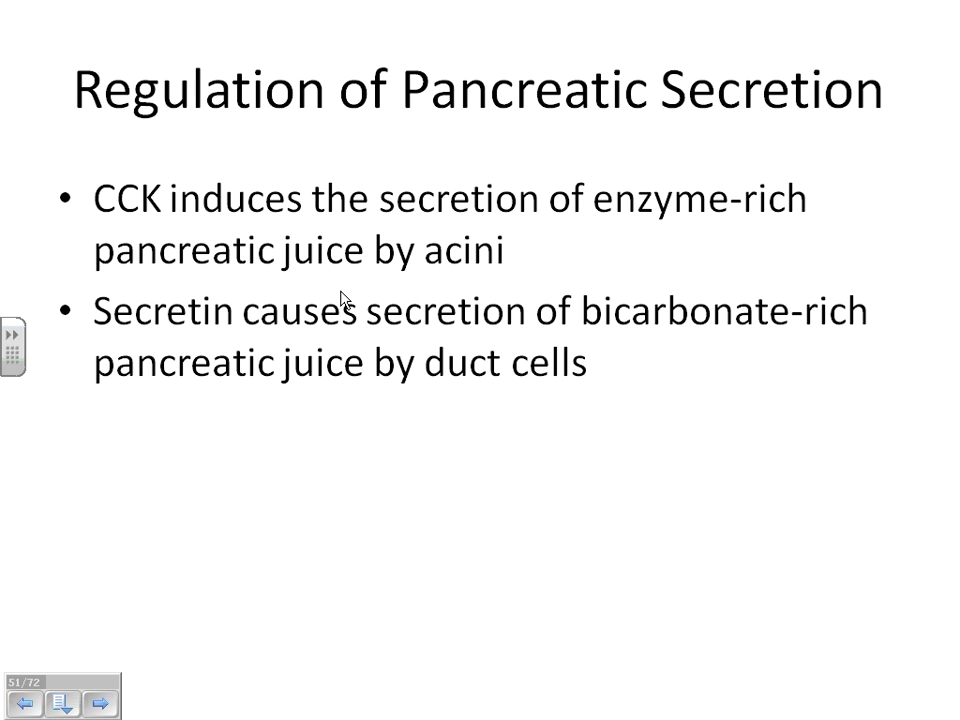 Regulation of Pancreatic Secretion
• CCK induces the secretion of enzyme-rich
pancreatic juice by acini
• Secretin causes secretion of bicarbonate-rich
pancreatic juice by duct cells
51/72